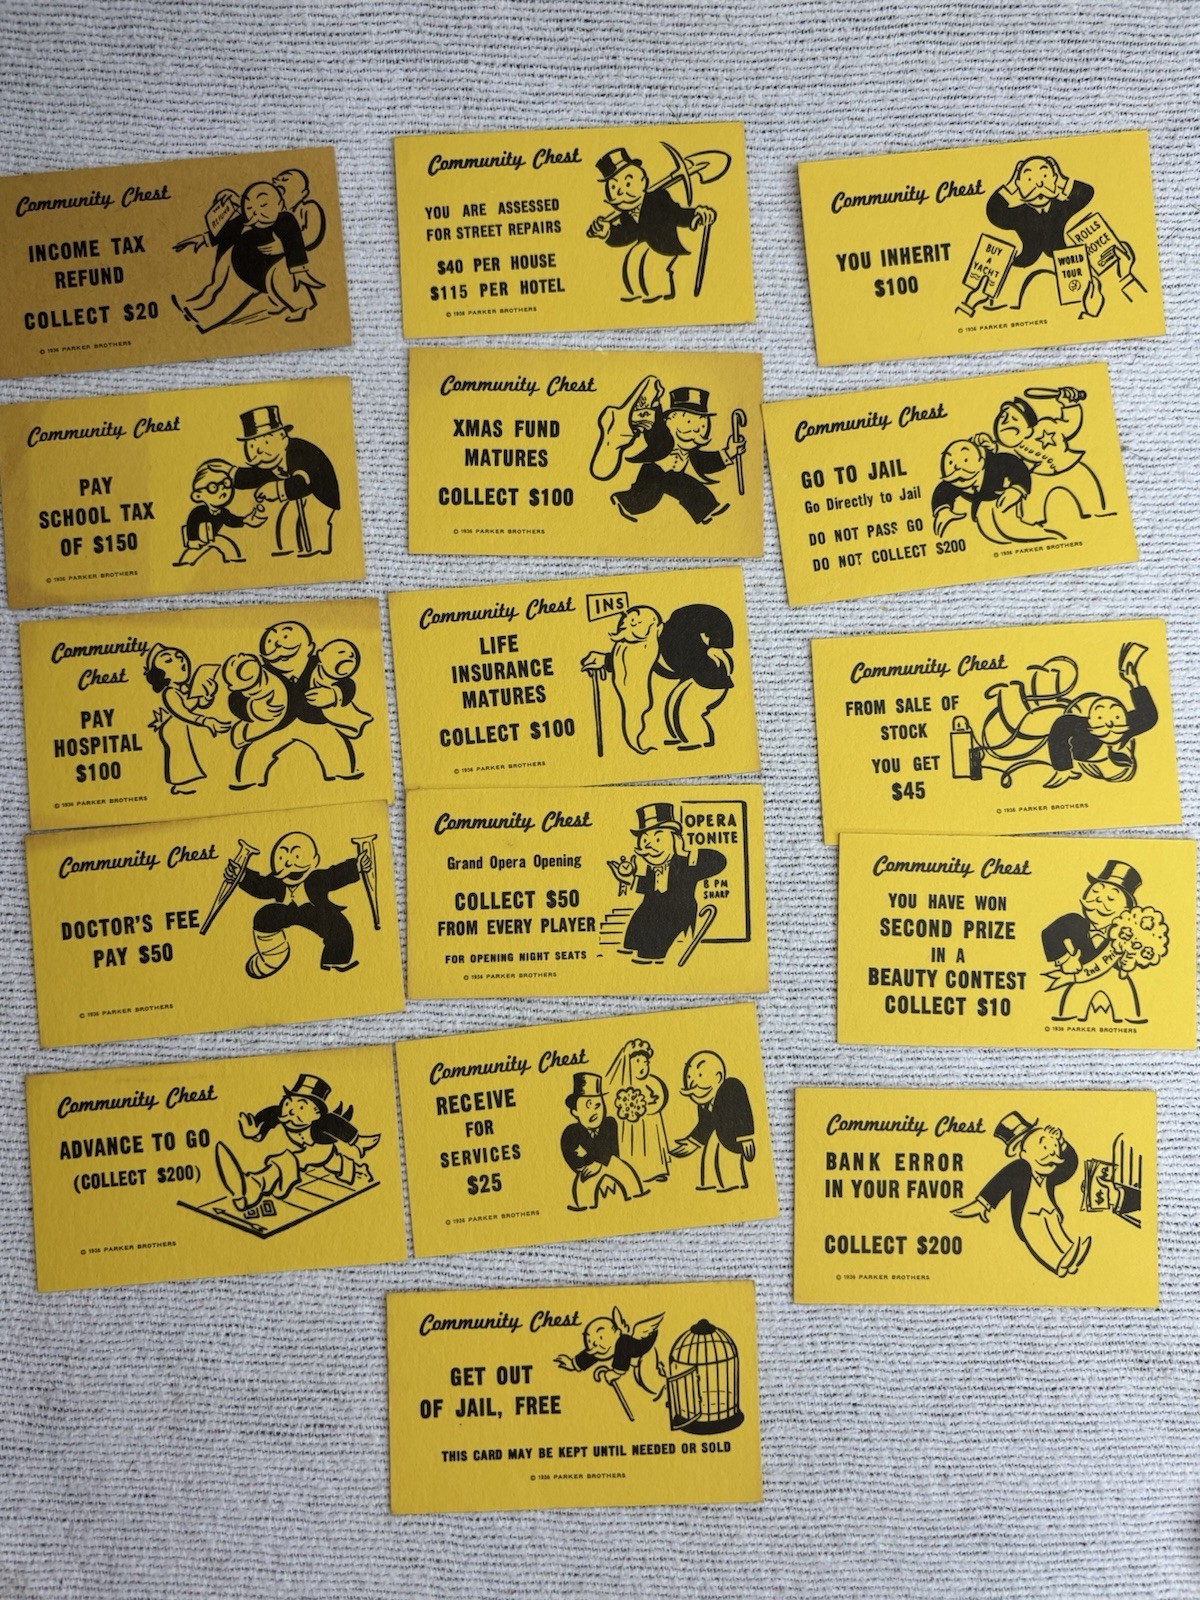 Community Chest
INCOME TAX
REFUND
COLLECT $20
REFUND
© 1936 PARKER BROTHERS
Community Chest
PAY
SCHOOL TAX
OF $150
© 1936 PARKER BROTHERS
Community
Chest
PAY
HOSPITAL
$100
© 1936 PARKER BROTHERS
Community Chest
DOCTOR'S FEE
PAY $50
© 1936 PARKER BROTHERS
Community Chest
ADVANCE TO GO
(COLLECT $200)
© 1936 PARKER BROTHERS
Community Chest
YOU ARE ASSESSED
FOR STREET REPAIRS
$40 PER HOUSE
$115 PER HOTEL
© 1936 PARKER BROTHERS
Community Chest
XMAS FUND
MATURES
COLLECT $100
© 1936 PARKER BROTHERS
Community Chest
INS
LIFE
INSURANCE
MATURES
COLLECT $100
© 1936 PARKER BROTHERS
Community Chest
Grand Opera Opening
COLLECT $50
FROM EVERY PLAYER
FOR OPENING NIGHT SEATS
OPERA
TONITE
8 PM
SHARP
© 1936 PARKER BROTHERS
Community Chest
RECEIVE
FOR
SERVICES
$25
© 1936 PARKER BROTHERS
Community Chest
GET OUT
OF JAIL, FREE
THIS CARD MAY BE KEPT UNTIL NEEDED OR SOLD
© 1936 PARKER BROTHERS
Community Chest
YOU INHERIT
$100
BUY
A
YACHT
WORLD
TOUR
ROLLS
ROYCE
© 1936 PARKER BROTHERS
Community Chest
GO TO JAIL
Go Directly to Jail
DO NOT PASS GO
DO NOT COLLECT $200
© 1936 PARKER BROTHERS
Community Chest
FROM SALE OF
STOCK
YOU GET
$45
© 1936 PARKER BROTHERS
Community Chest
YOU HAVE WON
SECOND PRIZE
IN A
BEAUTY CONTEST
COLLECT $10
2nd Prize
© 1936 PARKER BROTHERS
Community Chest
BANK ERROR
IN YOUR FAVOR
COLLECT $200
$
© 1936 PARKER BROTHERS